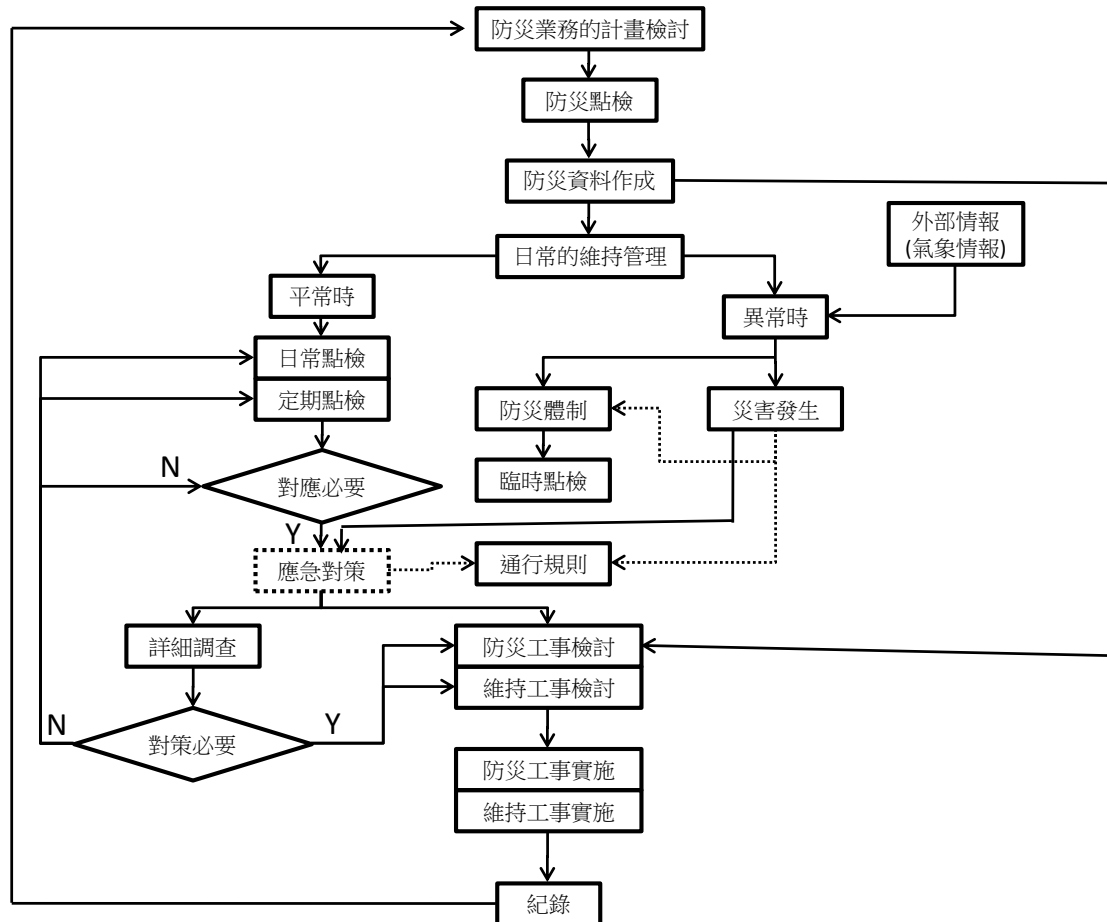 防災業務的計畫檢討
防災點檢
防災資料作成
外部情報
(氣象情報)
日常的維持管理
平常時
異常時
日常點檢
定期點檢
防災體制
災害發生
N
對應必要
臨時點檢
Y
應急對策
通行規則
詳細調查
防災工事檢討
維持工事檢討
N
Y
對策必要
防災工事實施
維持工事實施
紀錄